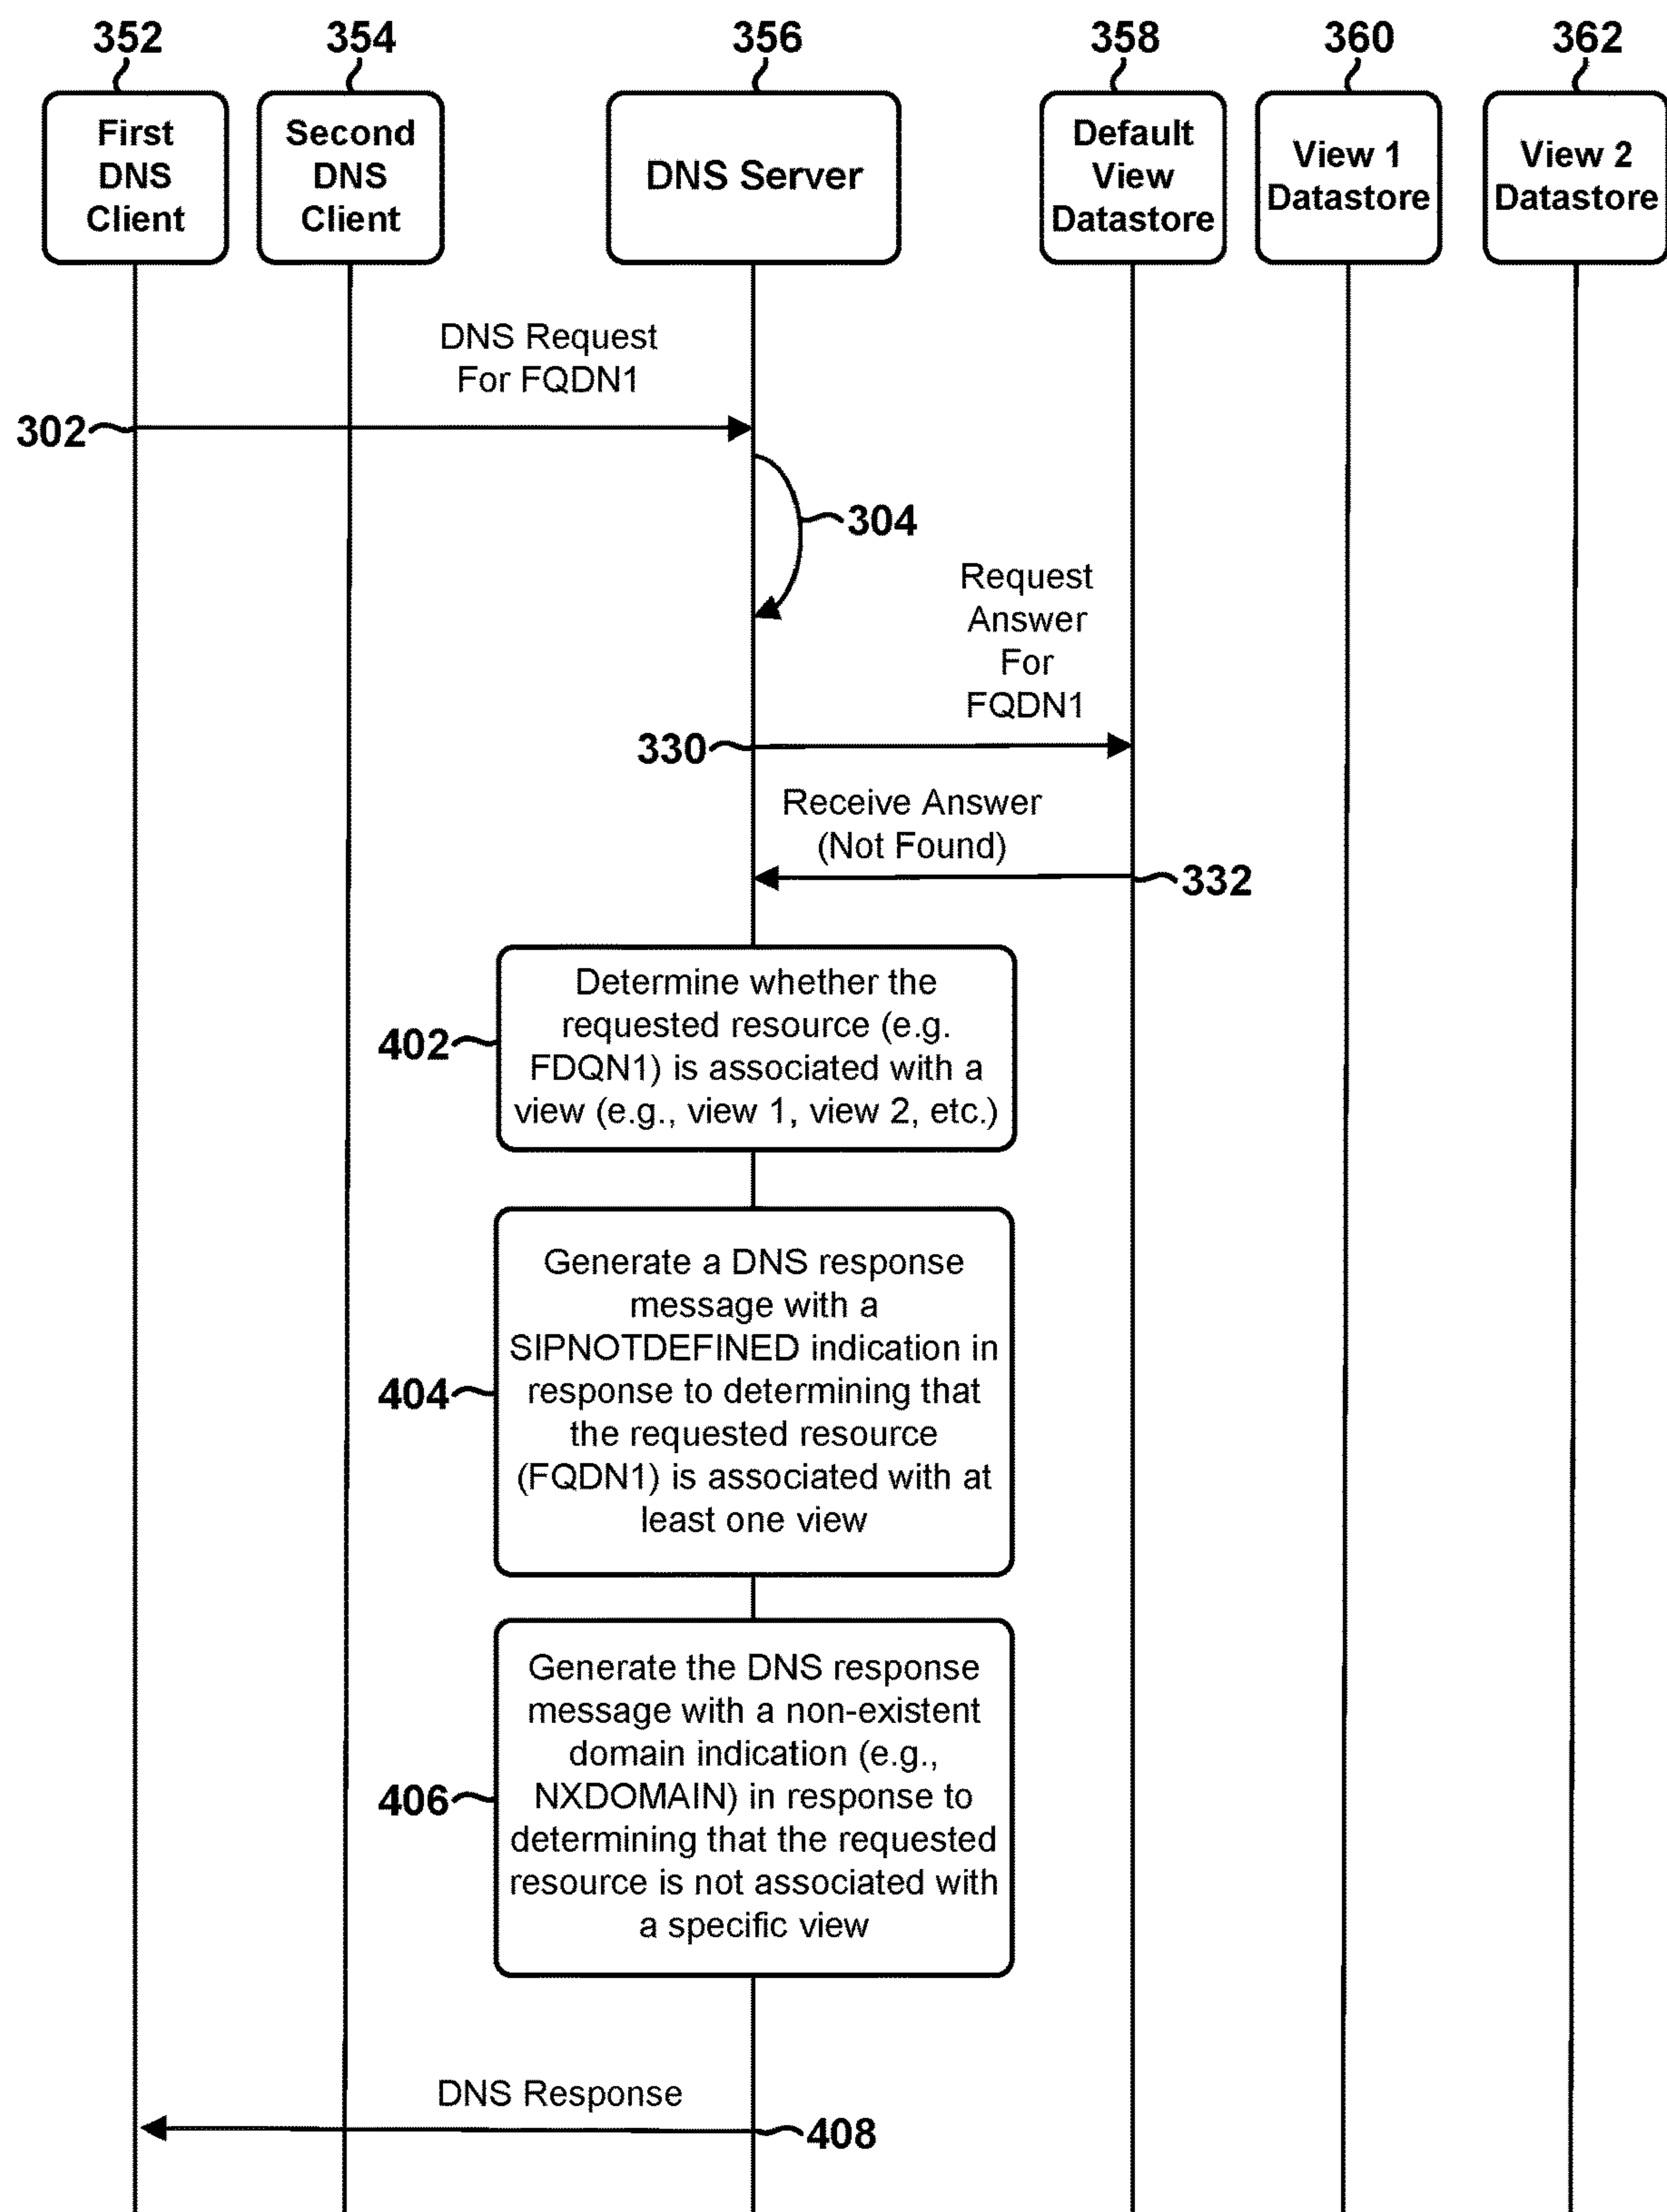 352
354
356
358
360
362
First
DNS
Client
Second
DNS
Client
DNS Server
Default
View
Datastore
View 1
Datastore
View 2
Datastore
DNS Request
For FQDN1
302
304
Request
Answer
For
FQDN1
330
Receive Answer
(Not Found)
332
Determine whether the
requested resource (e.g.
FDQN1) is associated with a
view (e.g., view 1, view 2, etc.)
402
Generate a DNS response
message with a
SIPNOTDEFINED indication in
response to determining that
the requested resource
(FQDN1) is associated with at
least one view
404
Generate the DNS response
message with a non-existent
domain indication (e.g.,
NXDOMAIN) in response to
determining that the requested
resource is not associated with
a specific view
406
DNS Response
408